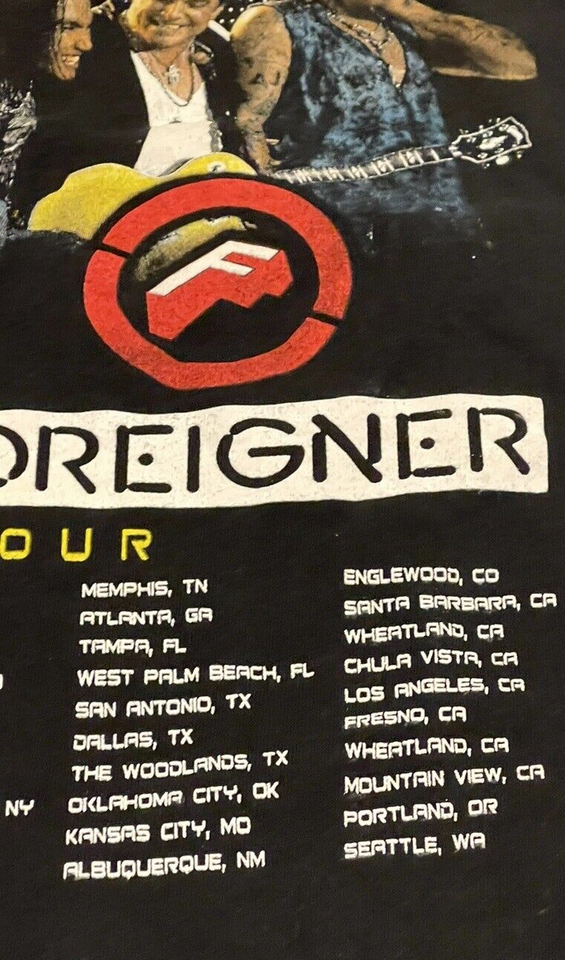 F
OREIGNER
OUR
MEMPHIS, TN
ATLANTA, GA
TAMPA, FL
WEST PALM BEACH, FL
SAN ANTONIO, TX
DALLAS, TX
THE WOODLANDS, TX
NY
OKLAHOMA CITY, OK
KANSAS CITY, MO
ALBUQUERQUE, NM
ENGLEWOOD, CO
SANTA BARBARA, CA
WHEATLAND, CA
CHULA VISTA, CA
LOS ANGELES, CA
FRESNO, CA
WHEATLAND, CA
MOUNTAIN VIEW, CA
PORTLAND, OR
SEATTLE, WA